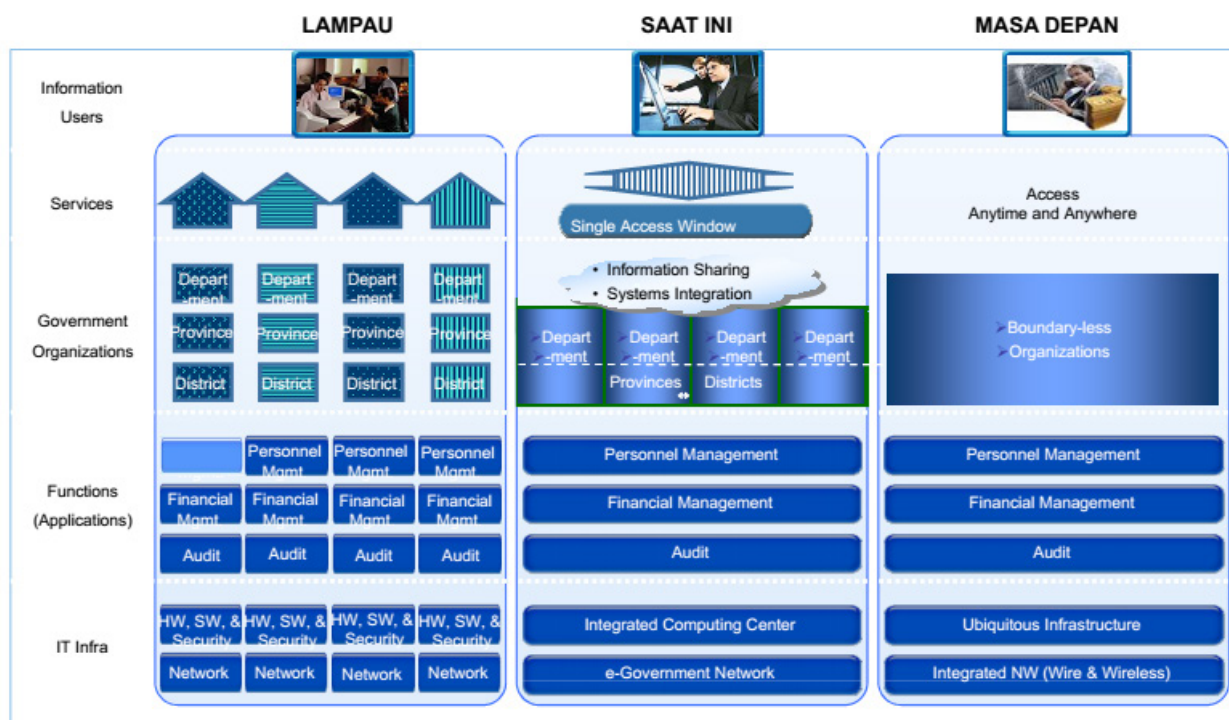 LAMPAU
SAAT INI
MASA DEPAN
Information
Users
Services
Single Access Window
Access
Anytime and Anywhere
Government
Organizations
Depart
-ment
Depart
-ment
Depart
-ment
Depart
-ment
Province
Province
Province
Province
District
District
District
District
• Information Sharing
• Systems Integration
➢Depart
➢-ment
➢Depart
➢-ment
➢Depart
➢-ment
➢Depart
➢-ment
Provinces
Districts
➢Boundary-less
➢Organizations
Functions
(Applications)
Personnel
Mgmt
Personnel
Mgmt
Personnel
Mgmt
Financial
Mgmt
Financial
Mgmt
Financial
Mgmt
Financial
Mgmt
Audit
Audit
Audit
Audit
Personnel Management
Financial Management
Audit
Personnel Management
Financial Management
Audit
IT Infra
HW, SW, &
Security
HW, SW, &
Security
HW, SW, &
Security
HW, SW, &
Security
Network
Network
Network
Network
Integrated Computing Center
e-Government Network
Ubiquitous Infrastructure
Integrated NW (Wire & Wireless)